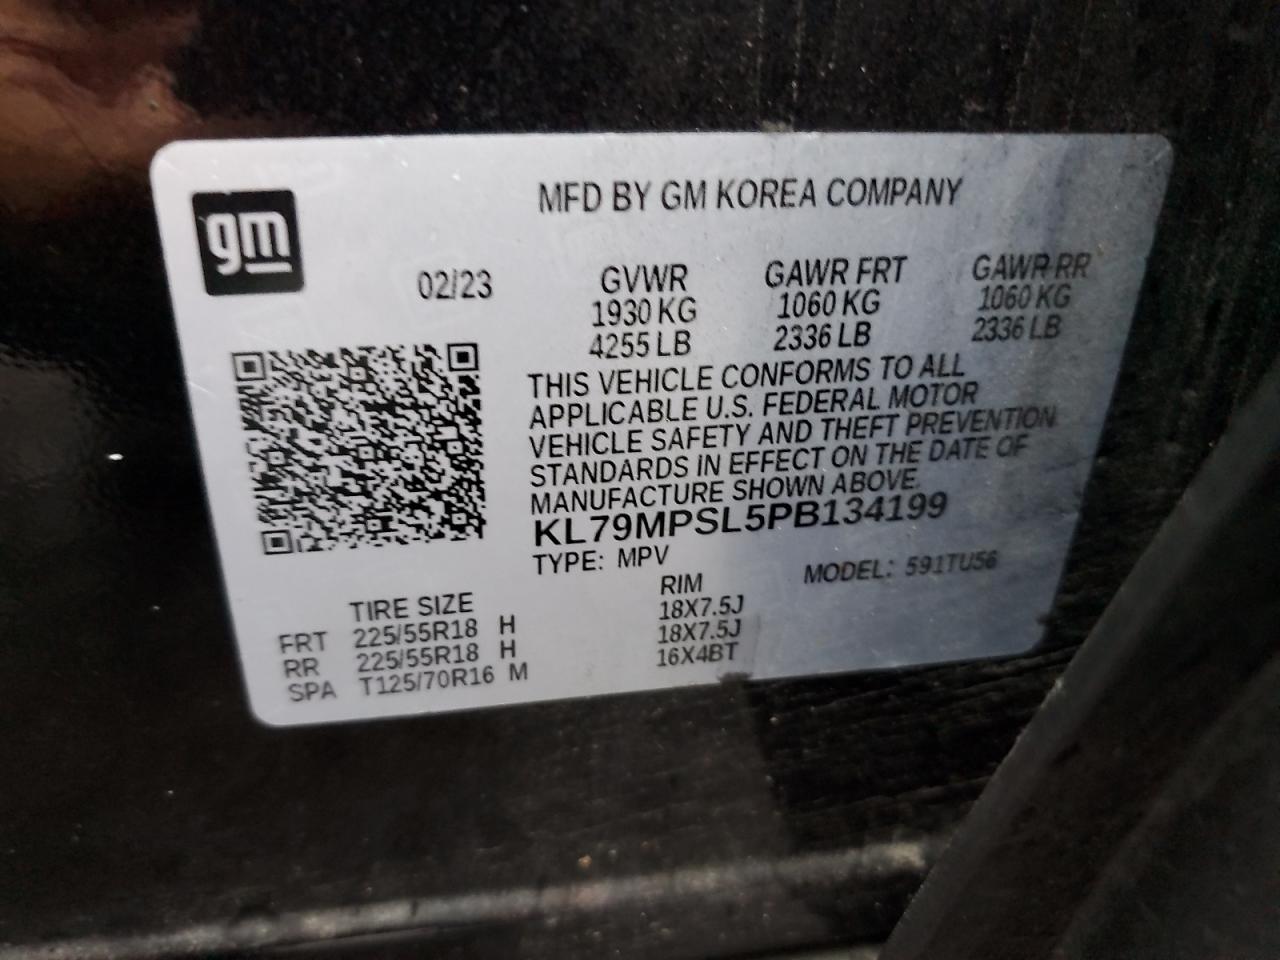 gm
MFD BY GM KOREA COMPANY
02/23 GVWR GAWR FRT GAWR RR
1930 KG 1060 KG 1060 KG
4255 LB 2336 LB 2336 LB
THIS VEHICLE CONFORMS TO ALL
APPLICABLE U.S. FEDERAL MOTOR
VEHICLE SAFETY AND THEFT PREVENTION
STANDARDS IN EFFECT ON THE DATE OF
MANUFACTURE SHOWN ABOVE.
KL79MPSL5PB134199
TYPE: MPV MODEL: 591TU56
TIRE SIZE RIM
FRT 225/55R18 H 18X7.5J
RR 225/55R18 H 18X7.5J
SPA T125/70R16 M 16X4BT